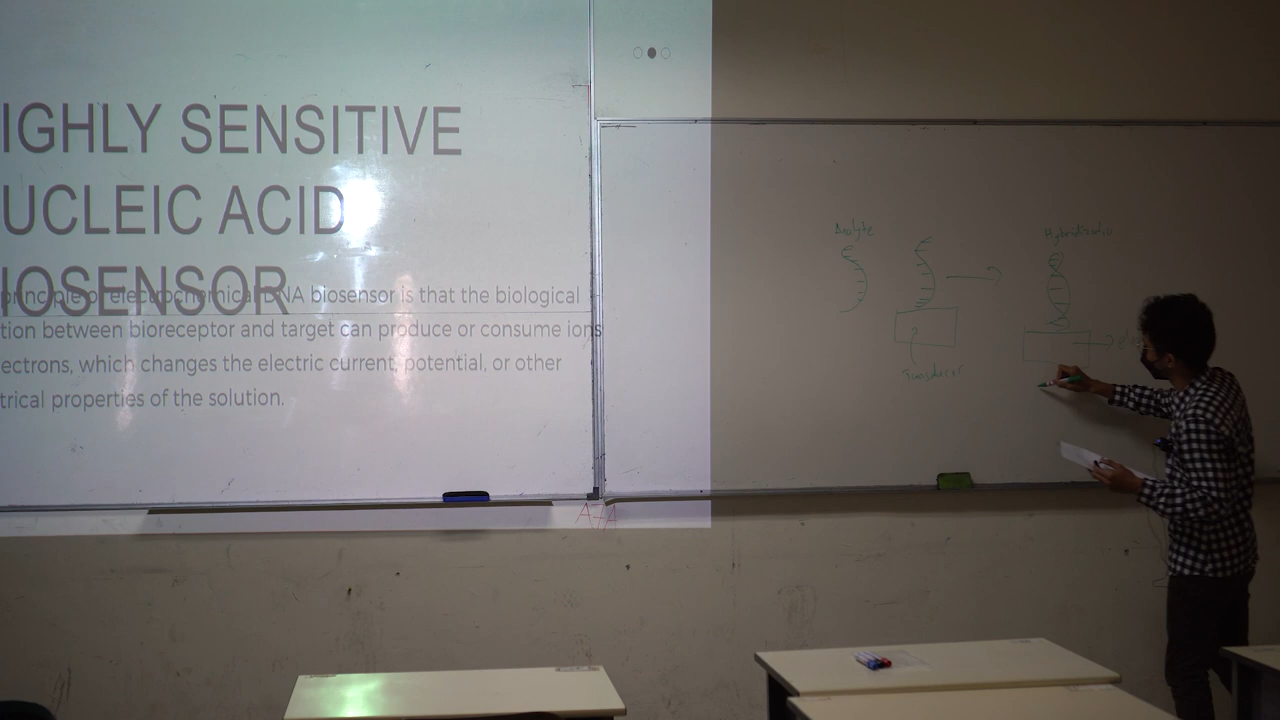 IGHLY SENSITIVE
UCLEIC ACID
IOSENSOR
principle of electrochemical DNA biosensor is that the biological
tion between bioreceptor and target can produce or consume ions
ectrons, which changes the electric current, potential, or other
trical properties of the solution.
Analyte
Hybridization
Transducer
A+A